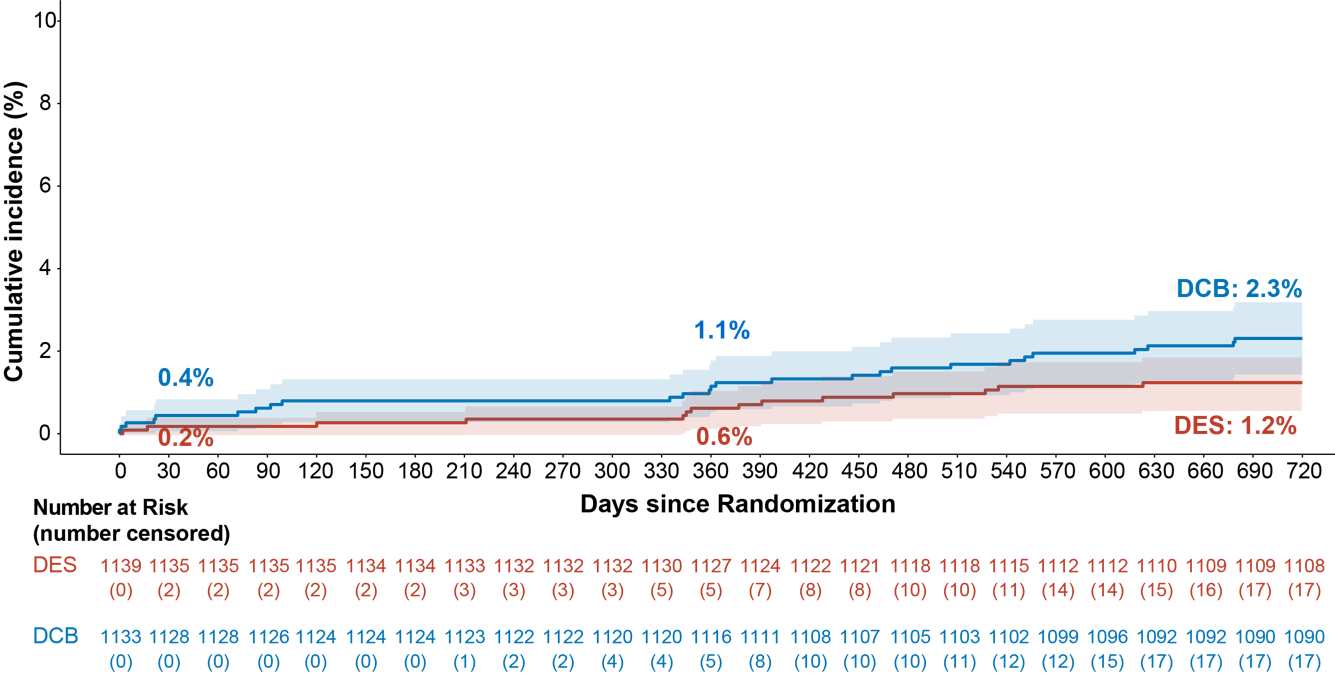 Cumulative incidence (%)
10
8
6
4
2
0
DCB: 2.3%
1.1%
0.4%
0.2%
0.6%
DES: 1.2%
0 30 60 90 120 150 180 210 240 270 300 330 360 390 420 450 480 510 540 570 600 630 660 690 720
Days since Randomization
Number at Risk
(number censored)
DES 1139 1135 1135 1135 1135 1134 1134 1133 1132 1132 1132 1130 1127 1124 1122 1121 1118 1118 1115 1112 1112 1110 1109 1109 1108
(0) (2) (2) (2) (2) (2) (2) (3) (3) (3) (3) (5) (5) (7) (8) (8) (10) (10) (11) (14) (14) (15) (16) (17) (17)
DCB 1133 1128 1128 1126 1124 1124 1124 1123 1122 1122 1120 1120 1116 1111 1108 1107 1105 1103 1102 1099 1096 1092 1092 1090 1090
(0) (0) (0) (0) (0) (0) (0) (1) (2) (2) (4) (4) (5) (8) (10) (10) (10) (11) (12) (12) (15) (17) (17) (17) (17)